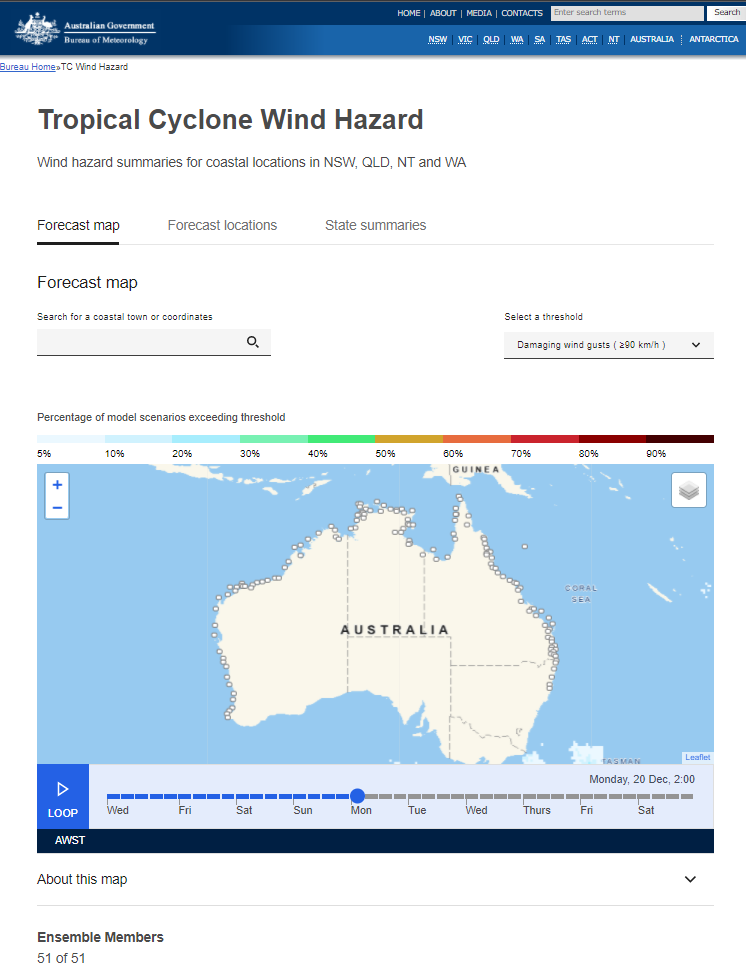 HOME | ABOUT | MEDIA | CONTACTS Enter search terms Search
Australian Government
Bureau of Meteorology
NSW VIC QLD WA SA TAS ACT NT AUSTRALIA ANTARCTICA
Bureau Home»TC Wind Hazard
Tropical Cyclone Wind Hazard
Wind hazard summaries for coastal locations in NSW, QLD, NT and WA
Forecast map Forecast locations State summaries
Forecast map
Search for a coastal town or coordinates Select a threshold
Damaging wind gusts ( ≥90 km/h )
Percentage of model scenarios exceeding threshold
5% 10% 20% 30% 40% 50% 60% 70% 80% 90%
GUINEA
+
−
CORAL
SEA
AUSTRALIA
TASMAN
Leaflet
Monday, 20 Dec, 2:00
LOOP
Wed Fri Sat Sun Mon Tue Wed Thurs Fri Sat
AWST
About this map
Ensemble Members
51 of 51